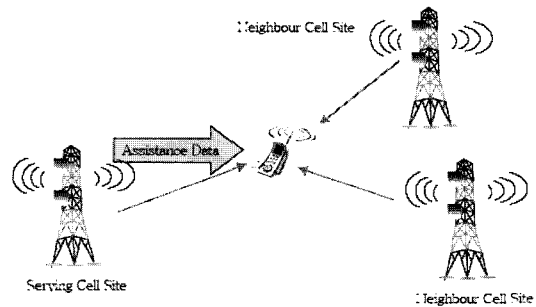 Neighbour Cell Site
Assistance Data
Serving Cell Site
Neighbour Cell Site